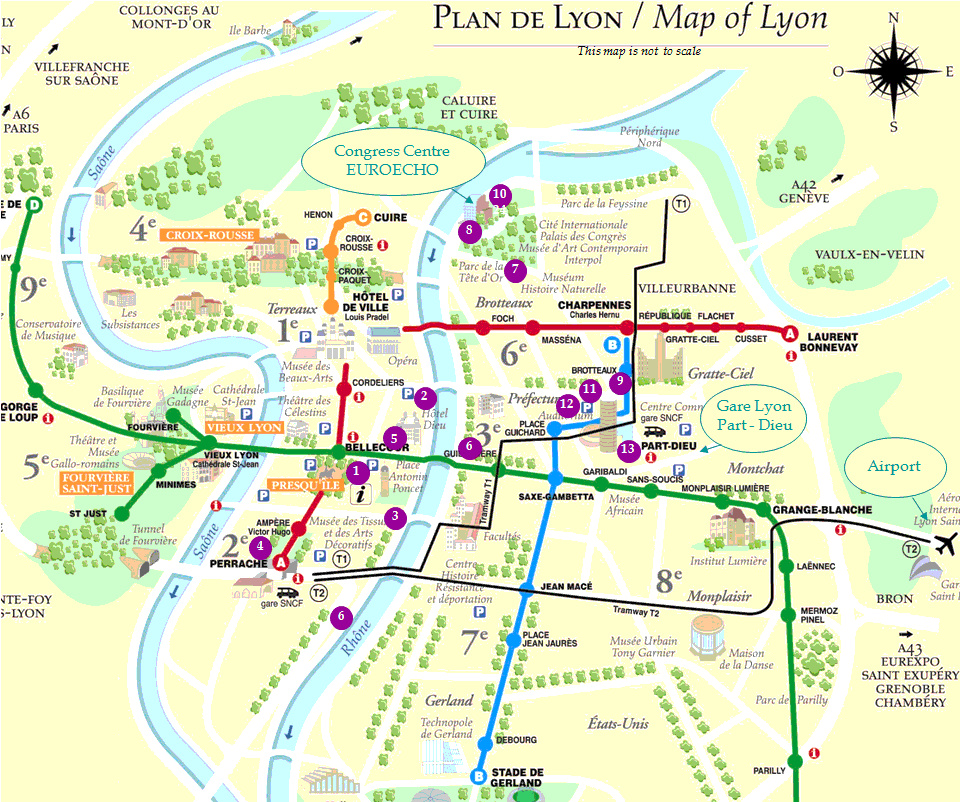 PLAN DE LYON / Map of Lyon
This map is not to scale
N
O
E
S
COLLONGES AU
MONT-D'OR
Ile Barbe
LY
N
VILLEFRANCHE
SUR SAÔNE
A6
PARIS
Saône
CALUIRE
ET CUIRE
Périphérique
Nord
Congress Centre
EUROECHO
A42
GENÈVE
VAULX-EN-VELIN
10
8
7
Parc de la Feyssine
T1
Cité Internationale
Palais des Congrès
Musée d'Art Contemporain
Interpol
Parc de la
Tête d'Or
Muséum
Histoire Naturelle
E DE
E
D
MY
9e
4e
CROIX-ROUSSE
HENON
C
CUIRE
P
CROIX-
ROUSSE
i
CROIX
PAQUET
P
HÔTEL
DE VILLE
Louis Pradel
P
Terreaux
1e
P
Les
Subsistances
Conservatoire
de Musique
Opéra
Musée des
Beaux-Arts
Brotteaux
6e
FOCH
MASSÉNA
CHARPENNES
Charles Hernu
VILLEURBANNE
RÉPUBLIQUE
FLACHET
GRATTE-CIEL
CUSSET
A
LAURENT
BONNEVAY
i
B
BROTTEAUX
9
Gratte-Ciel
11
12
P
Préfecture
Auditorium
Centre Comm
gare SNCF
PLACE
GUICHARD
PART-DIEU
13
i
P
Gare Lyon
Part - Dieu
Airport
GORGE
LE LOUP
i
Basilique
de Fourvière
Musée
Gadagne
Cathédrale
St-Jean
P
FOURVIÈRE
VIEUX LYON
VIEUX LYON
Cathédrale St-Jean
Théâtre des
Célestins
CORDELIERS
i
P
2
Hôtel
Dieu
5
BELLECOUR
5e
Théâtre et
Musée
Gallo-romains
FOURVIÈRE
SAINT-JUST
MINIMES
ST JUST
Tunnel
de Fourvière
i
P
PRESQU'ÎLE
1
P
i
Place
Antonin
Poncet
3e
6
GUI
ÈRE
Tramway T1
SAXE-GAMBETTA
GARIBALDI
SANS-SOUCIS
Musée
Africain
Montchat
MONPLAISIR LUMIÈRE
GRANGE-BLANCHE
i
Aéro
Lyon Saint
T2
Gare
Saint E
2e
AMPÈRE
Victor Hugo
4
PERRACHE
A
i
Musée des Tissus
et des Arts
Décoratifs
3
P
T1
T2
gare SNCF
6
Saône
Rhône
Facultés
Centre
Histoire
Résistance
et déportation
P
7e
JEAN MACÉ
PLACE
JEAN JAURÈS
Institut Lumière
8e
Monplaisir
Tramway T2
LAËNNEC
MERMOZ
PINEL
BRON
A43
EUREXPO
SAINT EXUPÉRY
GRENOBLE
CHAMBÉRY
Musée Urbain
Tony Garnier
Maison
de la Danse
Parc de Parilly
PARILLY
i
États-Unis
Gerland
Technopole
de Gerland
DEBOURG
B
STADE DE
GERLAND
NTE-FOY
S-LYON